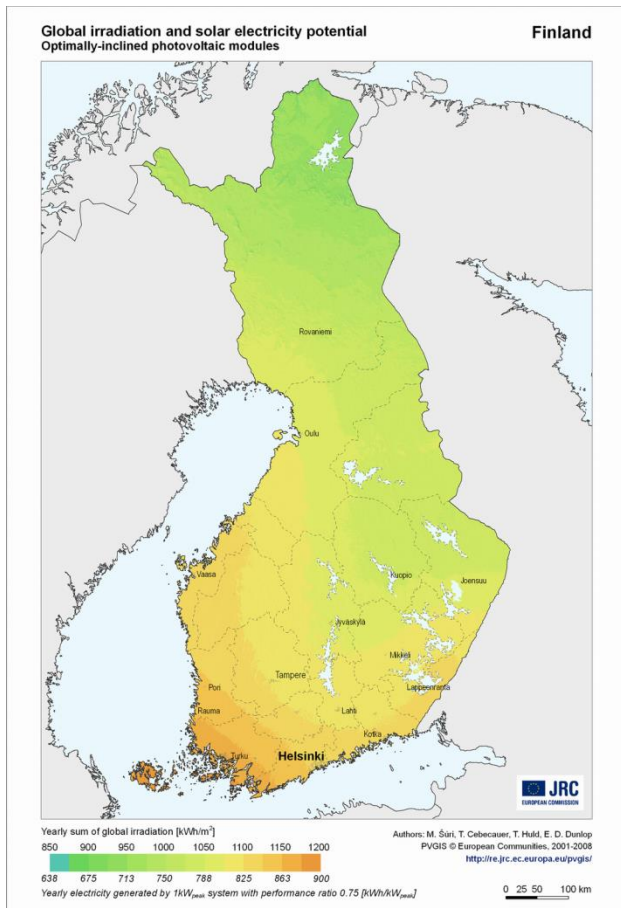 Global irradiation and solar electricity potential
Optimally-inclined photovoltaic modules
Finland
Rovaniemi
Oulu
Vaasa
Kuopio
Joensuu
Jyväskylä
Mikkeli
Tampere
Lappeenranta
Pori
Rauma
Lahti
Kotka
Turku
Helsinki
JRC
EUROPEAN COMMISSION
Yearly sum of global irradiation [kWh/m²]
850 900 950 1000 1050 1100 1150 1200
638 675 713 750 788 825 863 900
Yearly electricity generated by 1kWpeak system with performance ratio 0.75 [kWh/kWpeak]
Authors: M. Šúri, T. Cebecauer, T. Huld, E. D. Dunlop
PVGIS © European Communities, 2001-2008
http://re.jrc.ec.europa.eu/pvgis/
0 25 50 100 km